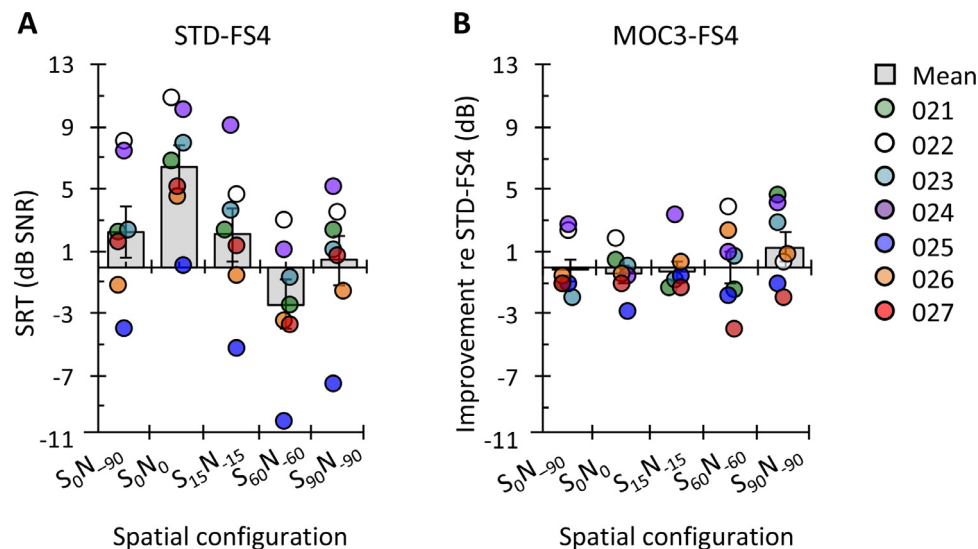 A
STD-FS4
SRT (dB SNR)
13
9
5
1
-3
-7
-11
S₀N₋₉₀
S₀N₀
S₁₅N₋₁₅
S₆₀N₋₆₀
S₉₀N₋₉₀
Spatial configuration
B
MOC3-FS4
Improvement re STD-FS4 (dB)
13
9
5
1
-3
-7
-11
S₀N₋₉₀
S₀N₀
S₁₅N₋₁₅
S₆₀N₋₆₀
S₉₀N₋₉₀
Spatial configuration
Mean
021
022
023
024
025
026
027